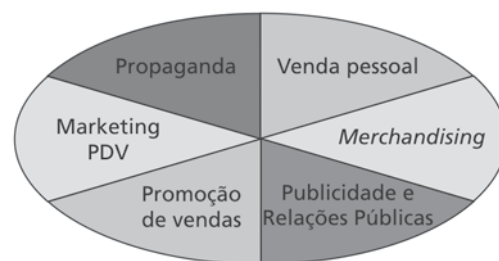 Propaganda
Venda pessoal
Marketing
PDV
Merchandising
Promoção
de vendas
Publicidade e
Relações Públicas